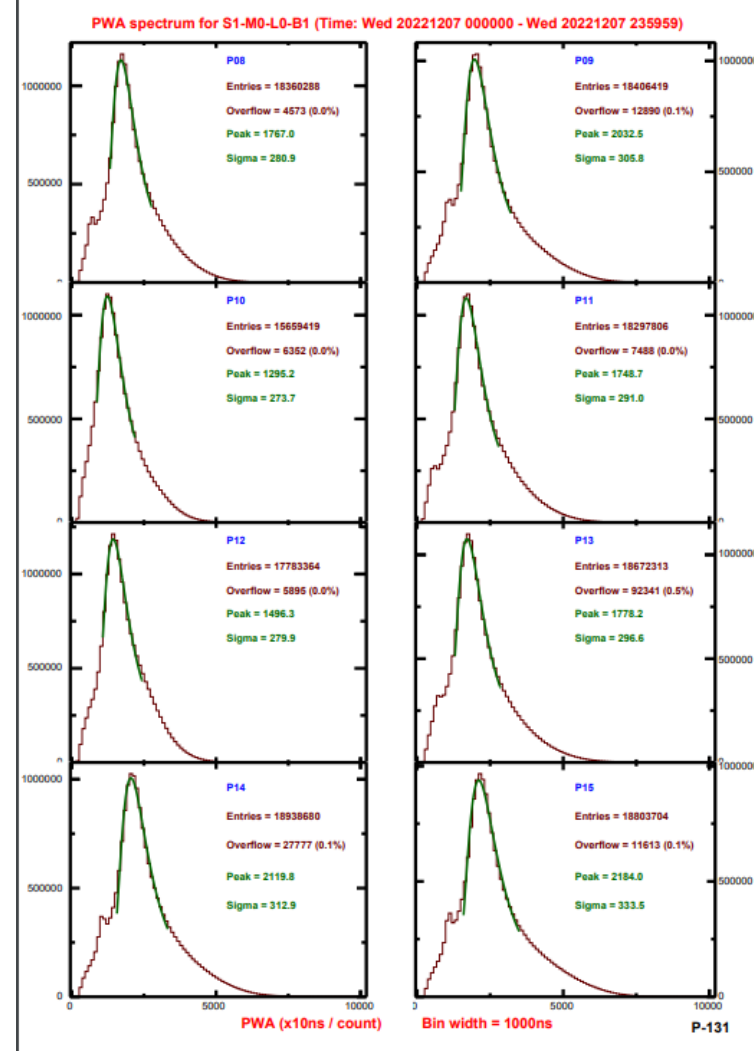 PWA spectrum for S1-M0-L0-B1 (Time: Wed 20221207 000000 - Wed 20221207 235959)
P08
Entries = 18360288
Overflow = 4573 (0.0%)
Peak = 1767.0
Sigma = 280.9
1000000
500000
P09
Entries = 18406419
Overflow = 12890 (0.1%)
Peak = 2032.5
Sigma = 305.8
1000000
500000
P10
Entries = 15659419
Overflow = 6352 (0.0%)
Peak = 1295.2
Sigma = 273.7
1000000
500000
P11
Entries = 18297806
Overflow = 7488 (0.0%)
Peak = 1748.7
Sigma = 291.0
1000000
500000
P12
Entries = 17783364
Overflow = 5895 (0.0%)
Peak = 1496.3
Sigma = 279.9
1000000
500000
P13
Entries = 18672313
Overflow = 92341 (0.5%)
Peak = 1778.2
Sigma = 296.6
1000000
500000
P14
Entries = 18938680
Overflow = 27777 (0.1%)
Peak = 2119.8
Sigma = 312.9
1000000
500000
0
P15
Entries = 18803704
Overflow = 11613 (0.1%)
Peak = 2184.0
Sigma = 333.5
1000000
500000
0
0 5000 10000
5000 10000
PWA (x10ns / count)
Bin width = 1000ns
P-131